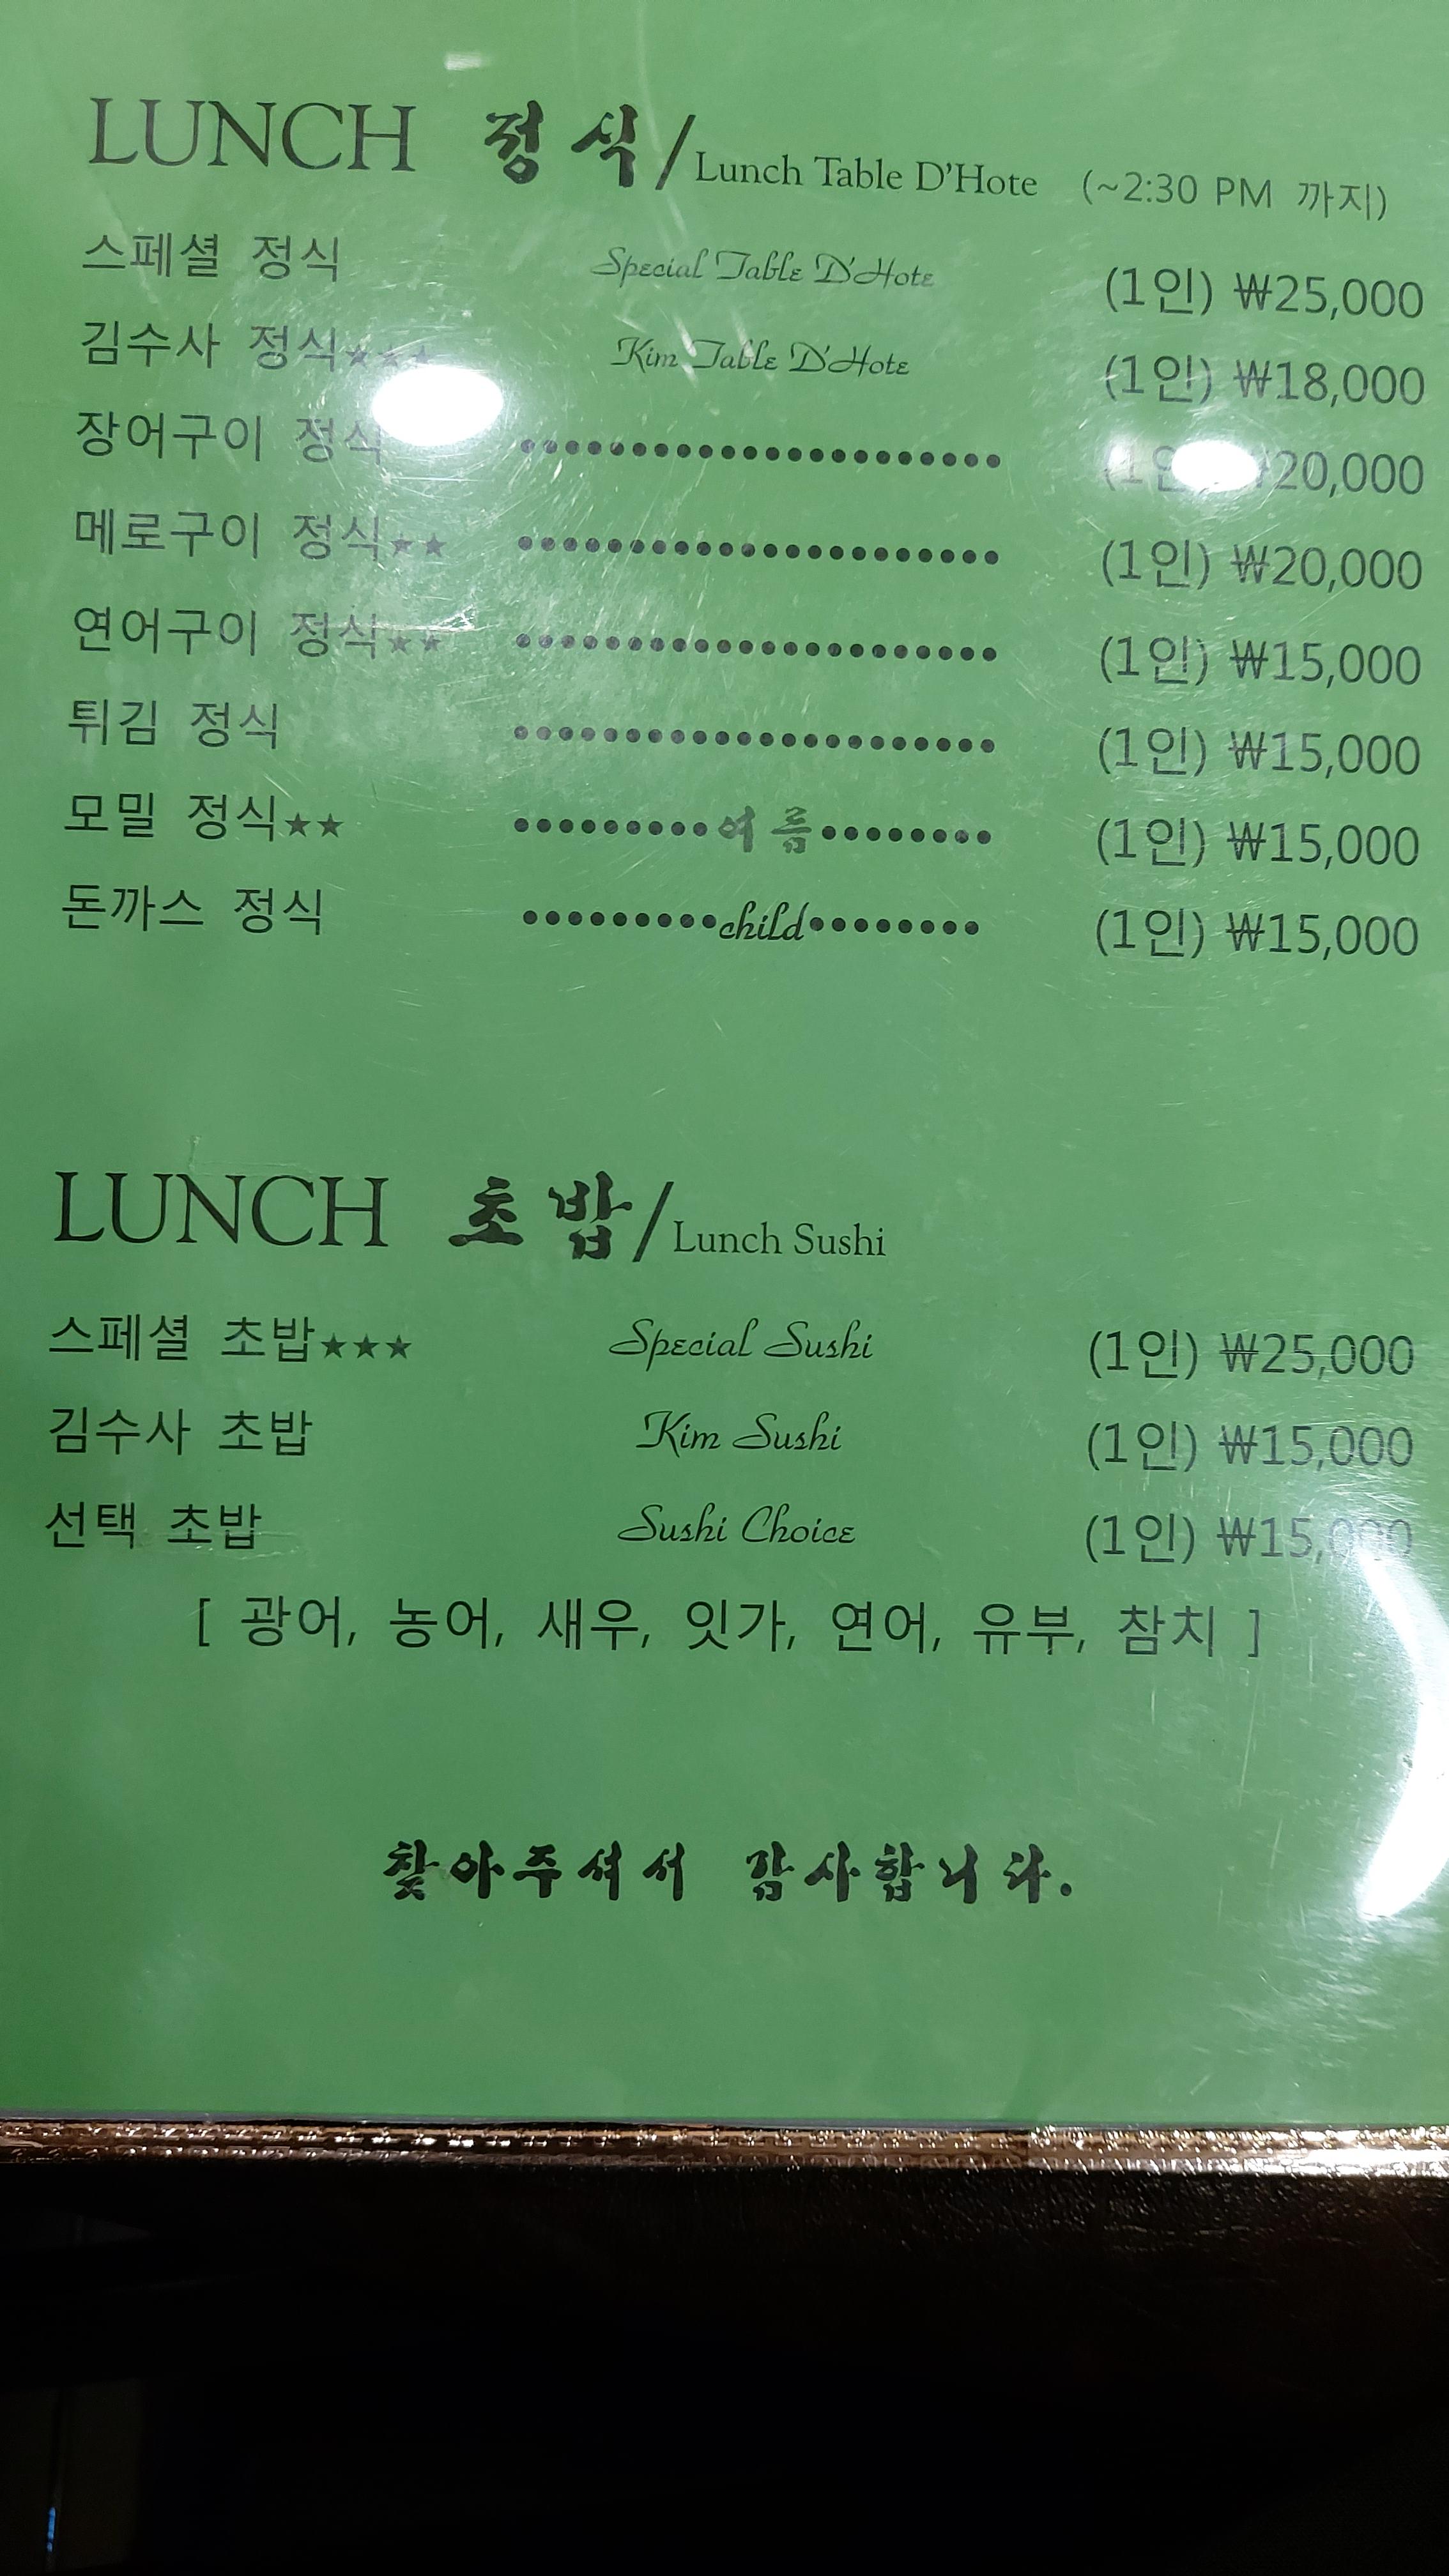 LUNCH 정식/Lunch Table D'Hote (~2:30 PM 까지)
스페셜 정식 Special Table D'Hote (1인) ₩25,000
김수사 정식★★★ Kim Table D'Hote (1인) ₩18,000
장어구이 정식 •••••••••••••••••••••• (1인) ₩20,000
메로구이 정식★★ •••••••••••••••••••••• (1인) ₩20,000
연어구이 정식★★ •••••••••••••••••••••• (1인) ₩15,000
튀김 정식 •••••••••••••••••••••• (1인) ₩15,000
모밀 정식★★ •••••••••여름•••••••• (1인) ₩15,000
돈까스 정식 •••••••••child•••••••• (1인) ₩15,000
LUNCH 초밥/Lunch Sushi
스페셜 초밥★★★ Special Sushi (1인) ₩25,000
김수사 초밥 Kim Sushi (1인) ₩15,000
선택 초밥 Sushi Choice (1인) ₩15,000
[ 광어, 농어, 새우, 잇가, 연어, 유부, 참치 ]
찾아주셔서 감사합니다.